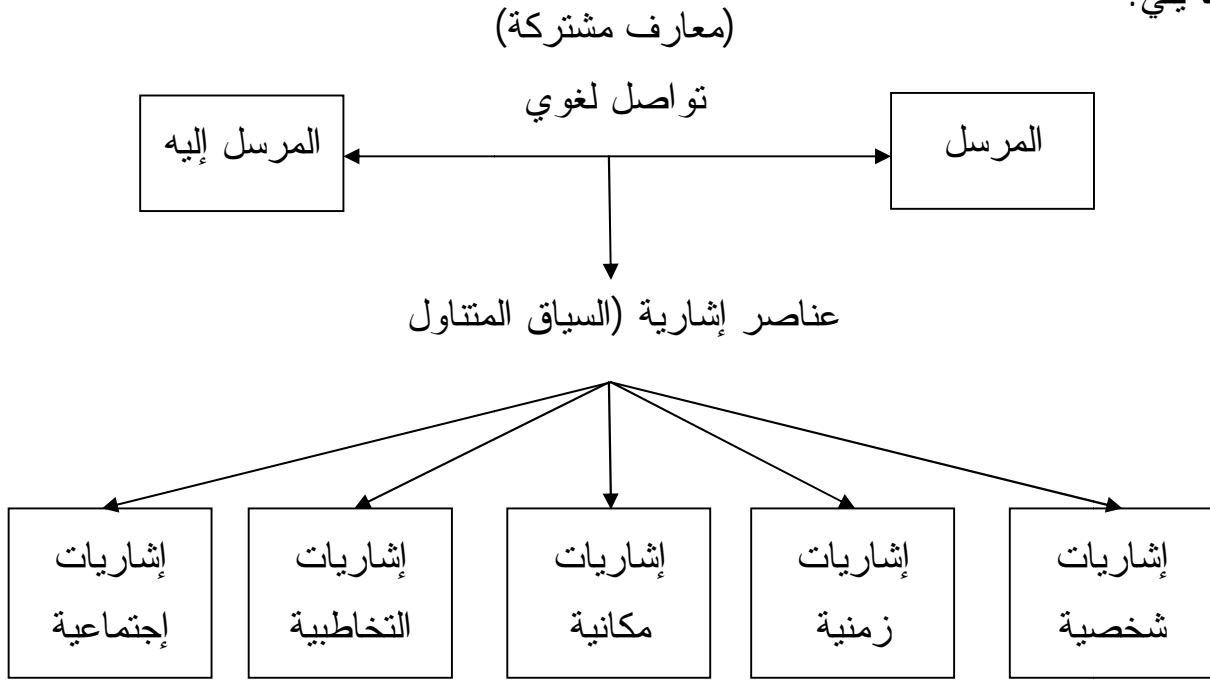 (معارف مشتركة)
تواصل لغوي
المرسل
المرسل إليه
عناصر إشارية (السياق المتناول
إشاريات
شخصية
إشاريات
زمنية
إشاريات
مكانية
إشاريات
التخاطبية
إشاريات
إجتماعية